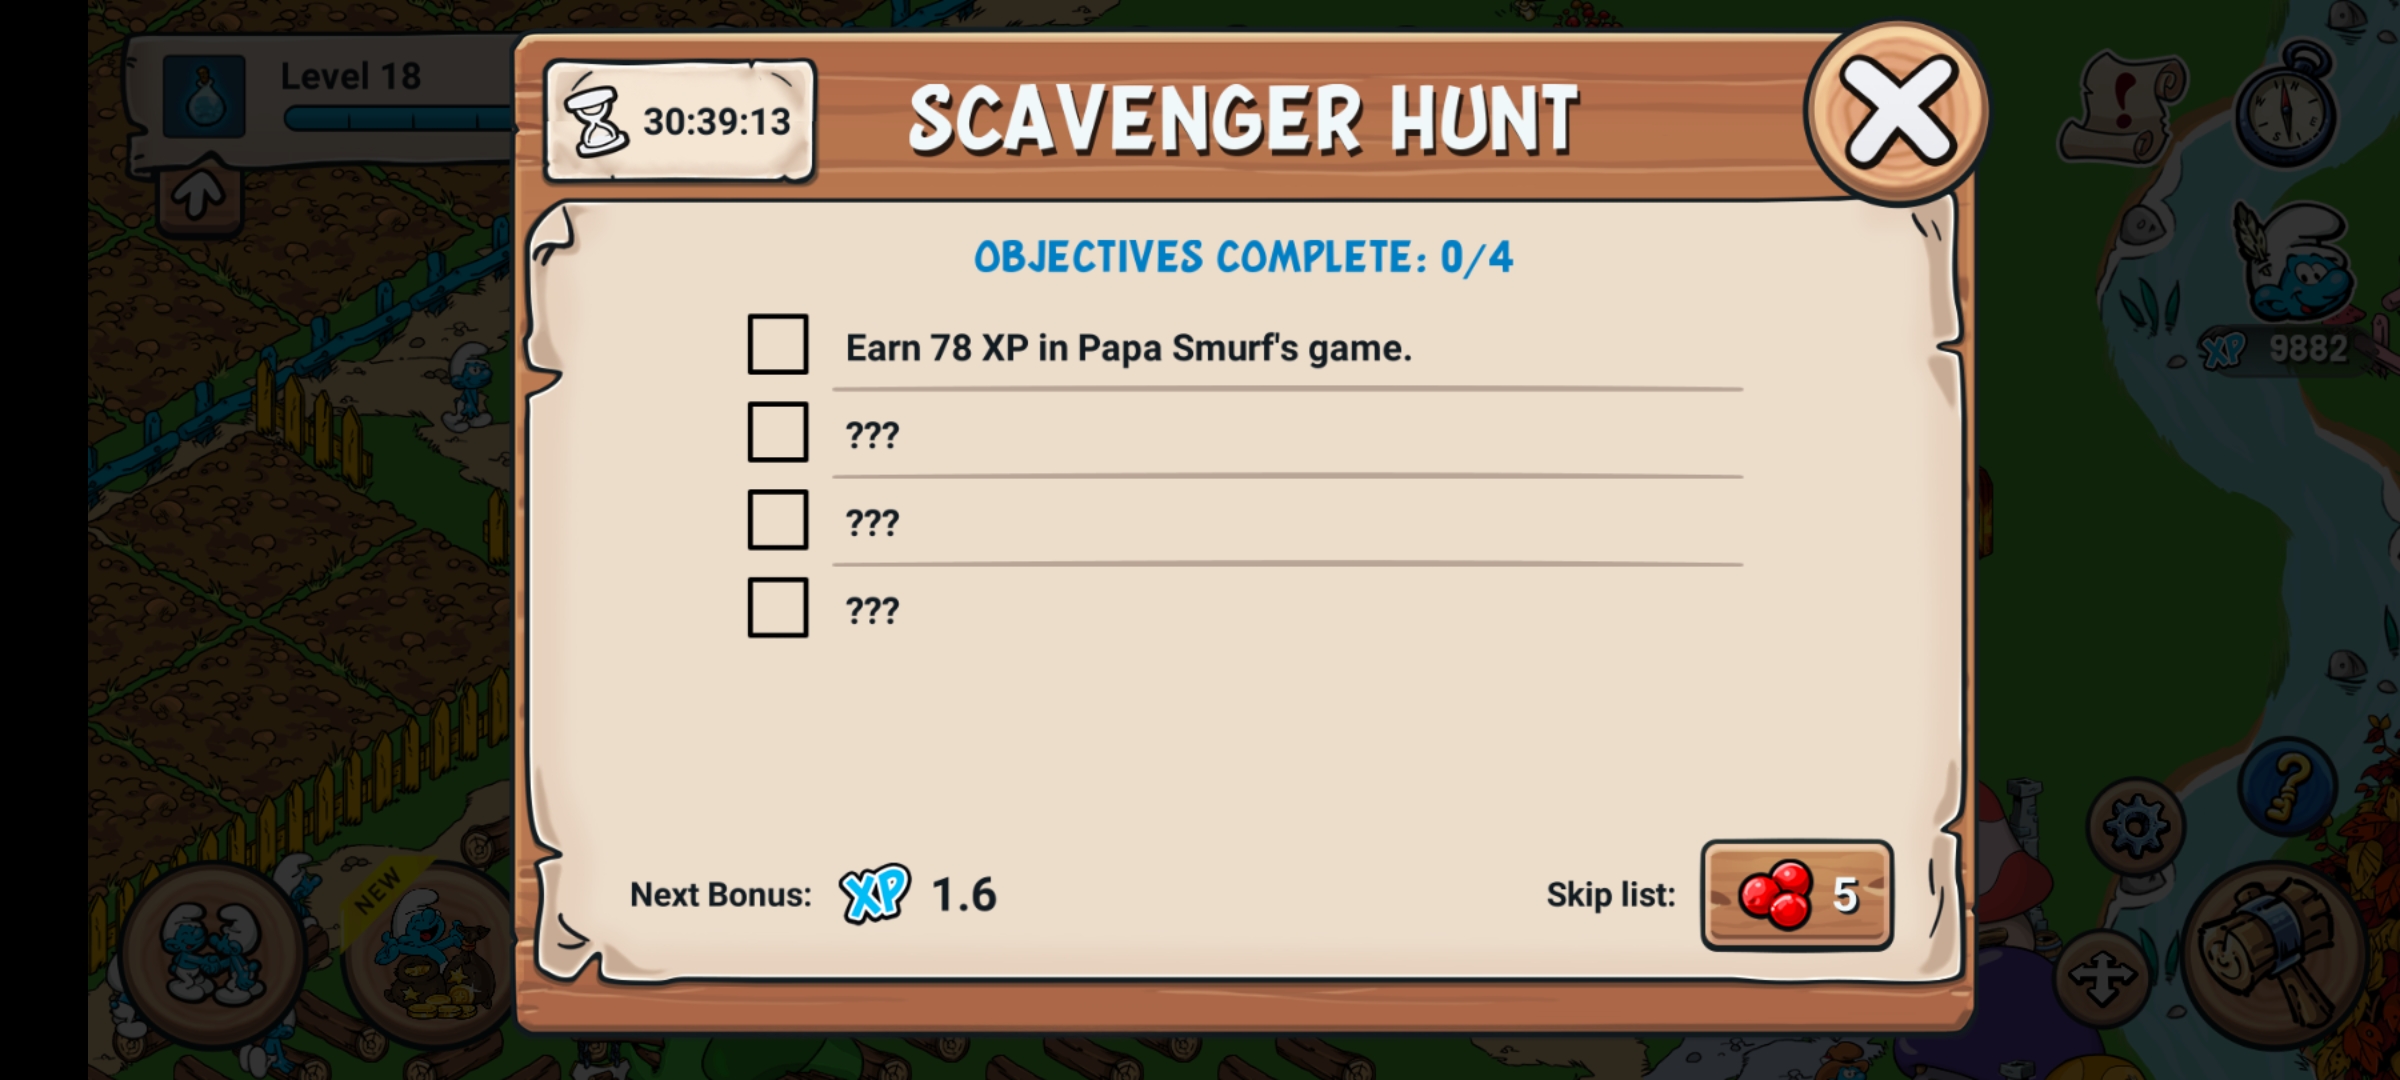 Level 18
30:39:13
SCAVENGER HUNT
OBJECTIVES COMPLETE: 0/4
Earn 78 XP in Papa Smurf's game.
???
???
???
XP 9882
NEW
Next Bonus: XP 1.6
Skip list: 5